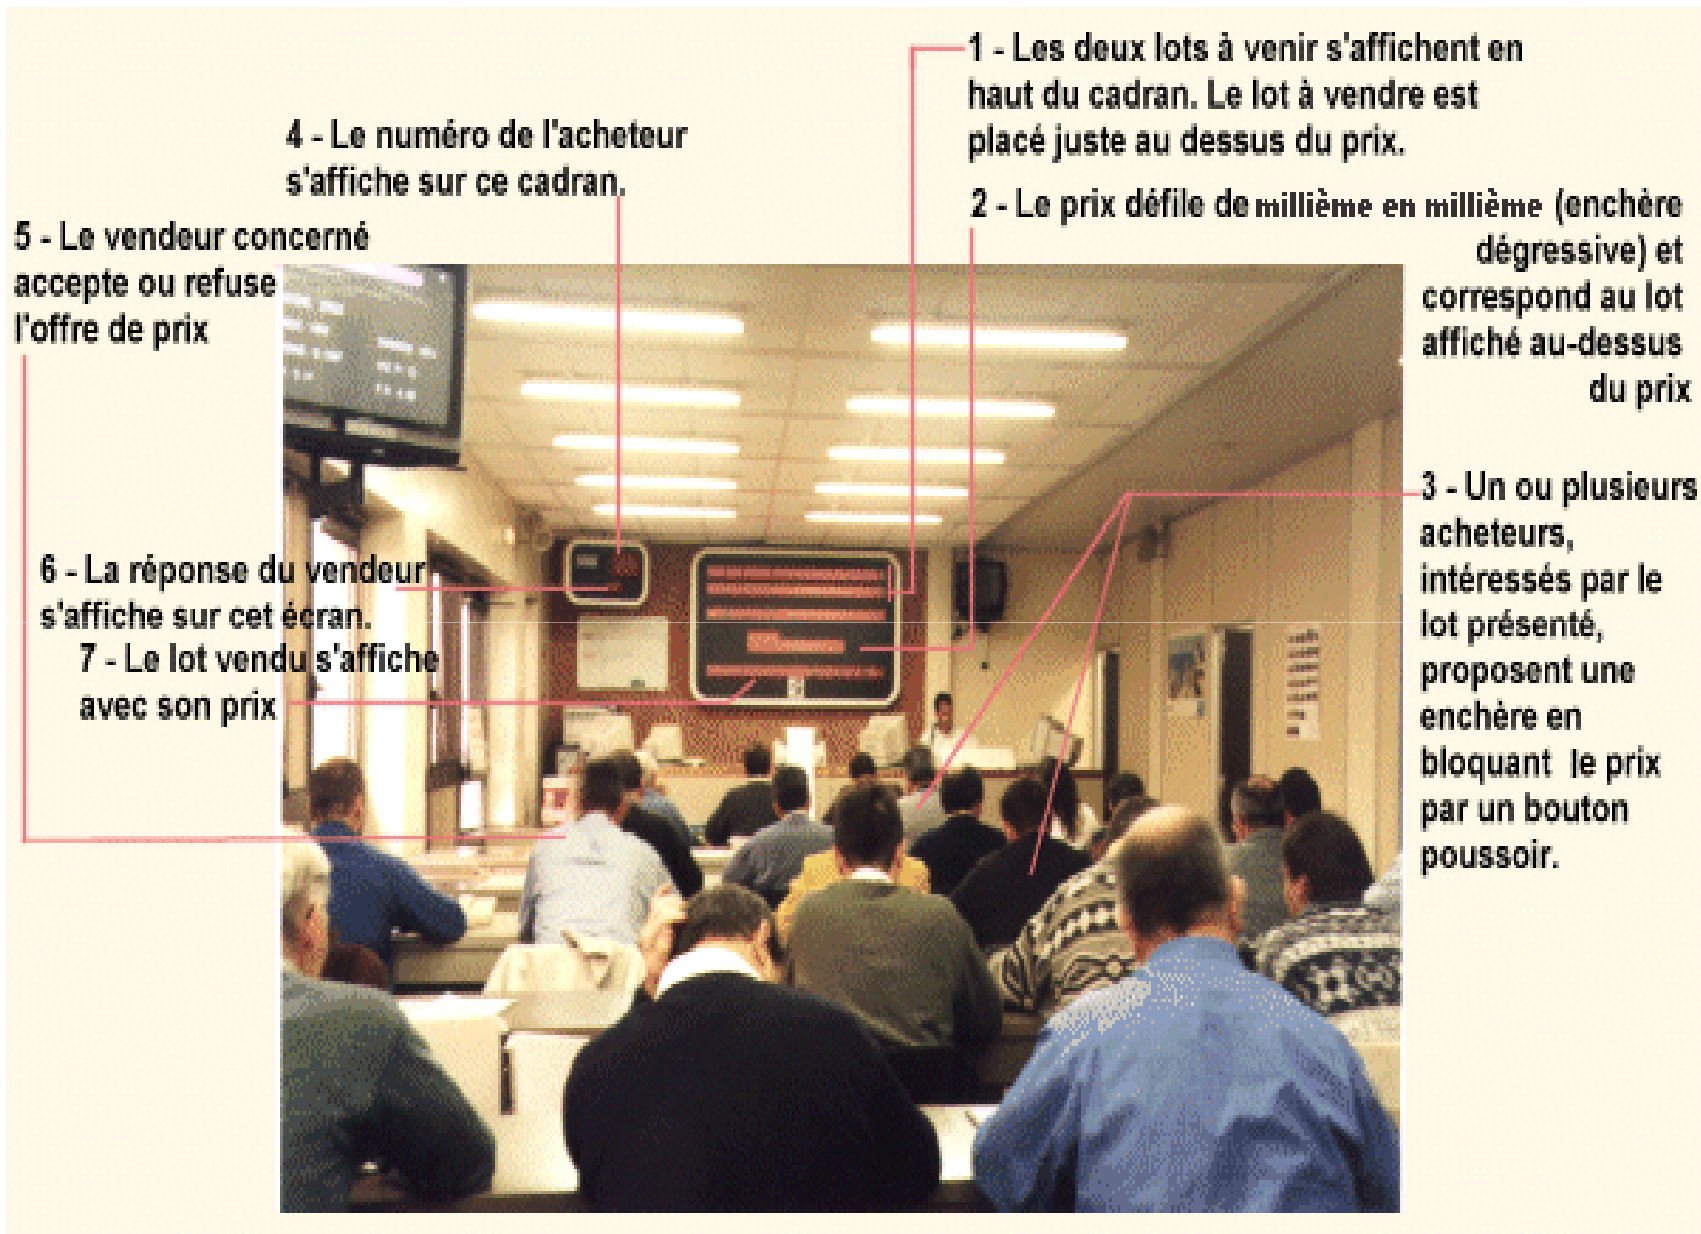 1 - Les deux lots à venir s'affichent en
haut du cadran. Le lot à vendre est
placé juste au dessus du prix.
2 - Le prix défile de millième en millième (enchère
dégressive) et
correspond au lot
affiché au-dessus
du prix
3 - Un ou plusieurs
acheteurs,
intéressés par le
lot présenté,
proposent une
enchère en
bloquant le prix
par un bouton
poussoir.
4 - Le numéro de l'acheteur
s'affiche sur ce cadran.
5 - Le vendeur concerné
accepte ou refuse
l'offre de prix
6 - La réponse du vendeur
s'affiche sur cet écran.
7 - Le lot vendu s'affiche
avec son prix